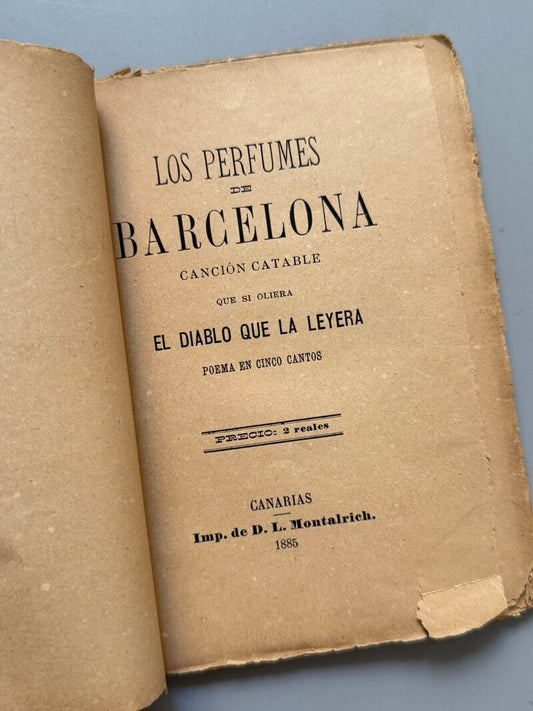 LOS PERFUMES
DE
BARCELONA
CANCIÓN CATABLE
QUE SI OLIERA
EL DIABLO QUE LA LEYERA
POEMA EN CINCO CANTOS
PRECIO: 2 reales
CANARIAS
Imp. de D. L. Montalrich.
1885